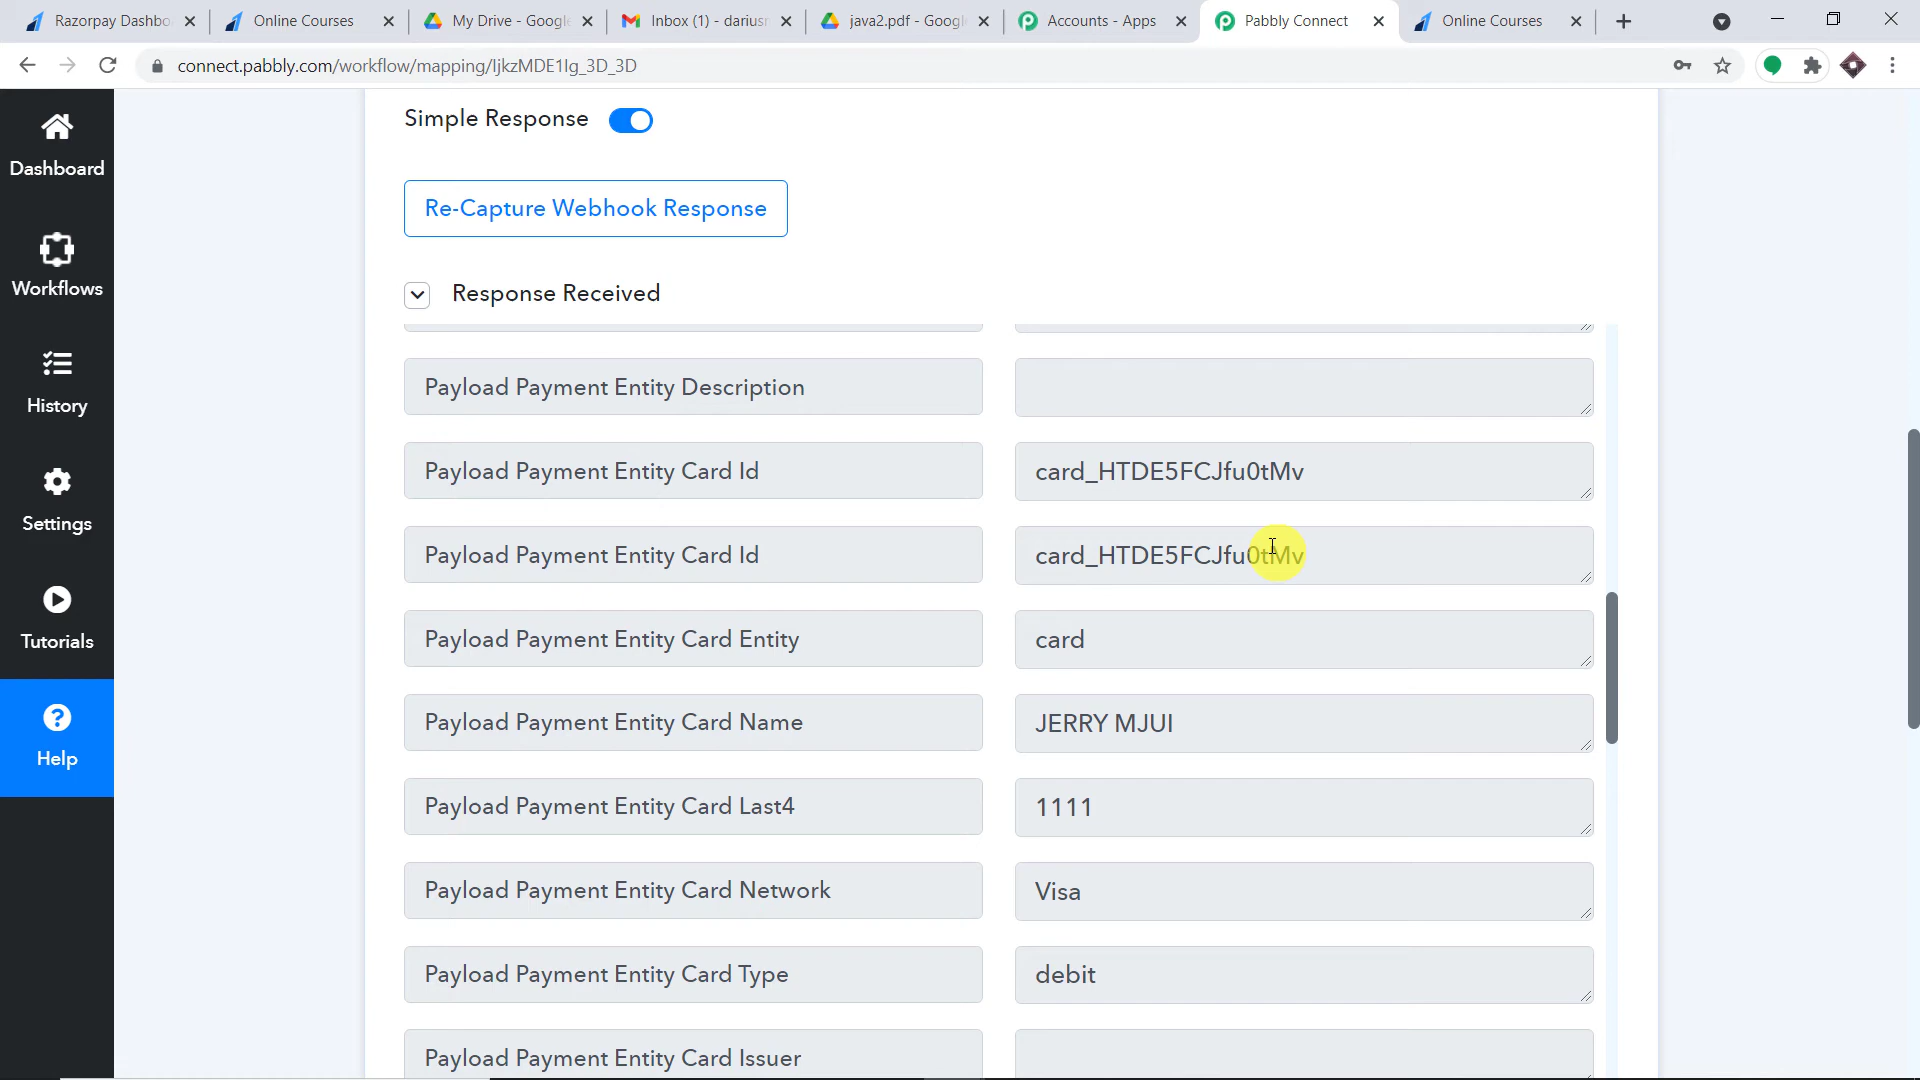 Razorpay Dashbo
Online Courses
My Drive - Google
Inbox (1) - dariusr
java2.pdf - Googl
Accounts - Apps
Pabbly Connect
Online Courses
connect.pabbly.com/workflow/mapping/IjkzMDE1Ig_3D_3D
Dashboard
Workflows
History
Settings
Tutorials
Help
Simple Response
Re-Capture Webhook Response
Response Received
Payload Payment Entity Description
Payload Payment Entity Card Id
card_HTDE5FCJfu0tMv
Payload Payment Entity Card Id
card_HTDE5FCJfu0tMv
Payload Payment Entity Card Entity
card
Payload Payment Entity Card Name
JERRY MJUI
Payload Payment Entity Card Last4
1111
Payload Payment Entity Card Network
Visa
Payload Payment Entity Card Type
debit
Payload Payment Entity Card Issuer